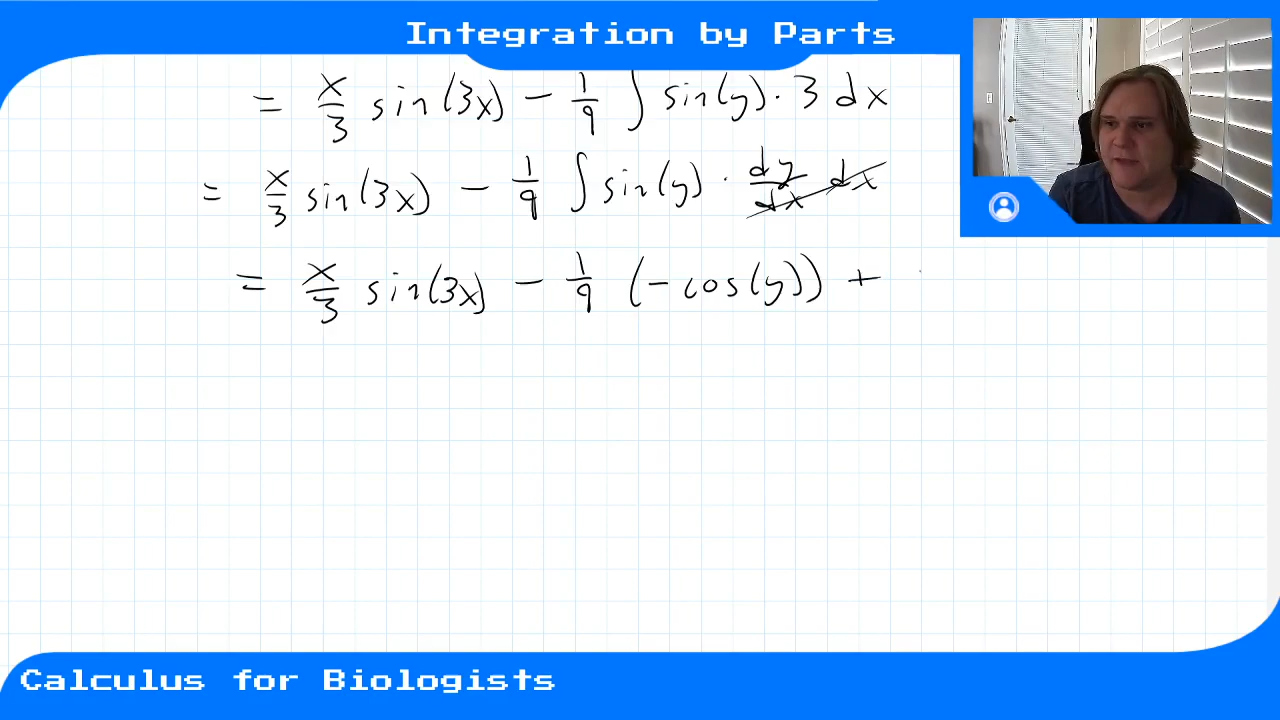 Integration by Parts
= x/3 sin(3x) - 1/9 ∫ sin(y) · 3 dx
= x/3 sin(3x) - 1/9 ∫ sin(y) · dy/dx dx
= x/3 sin(3x) - 1/9 (-cos(y)) +
Calculus for Biologists